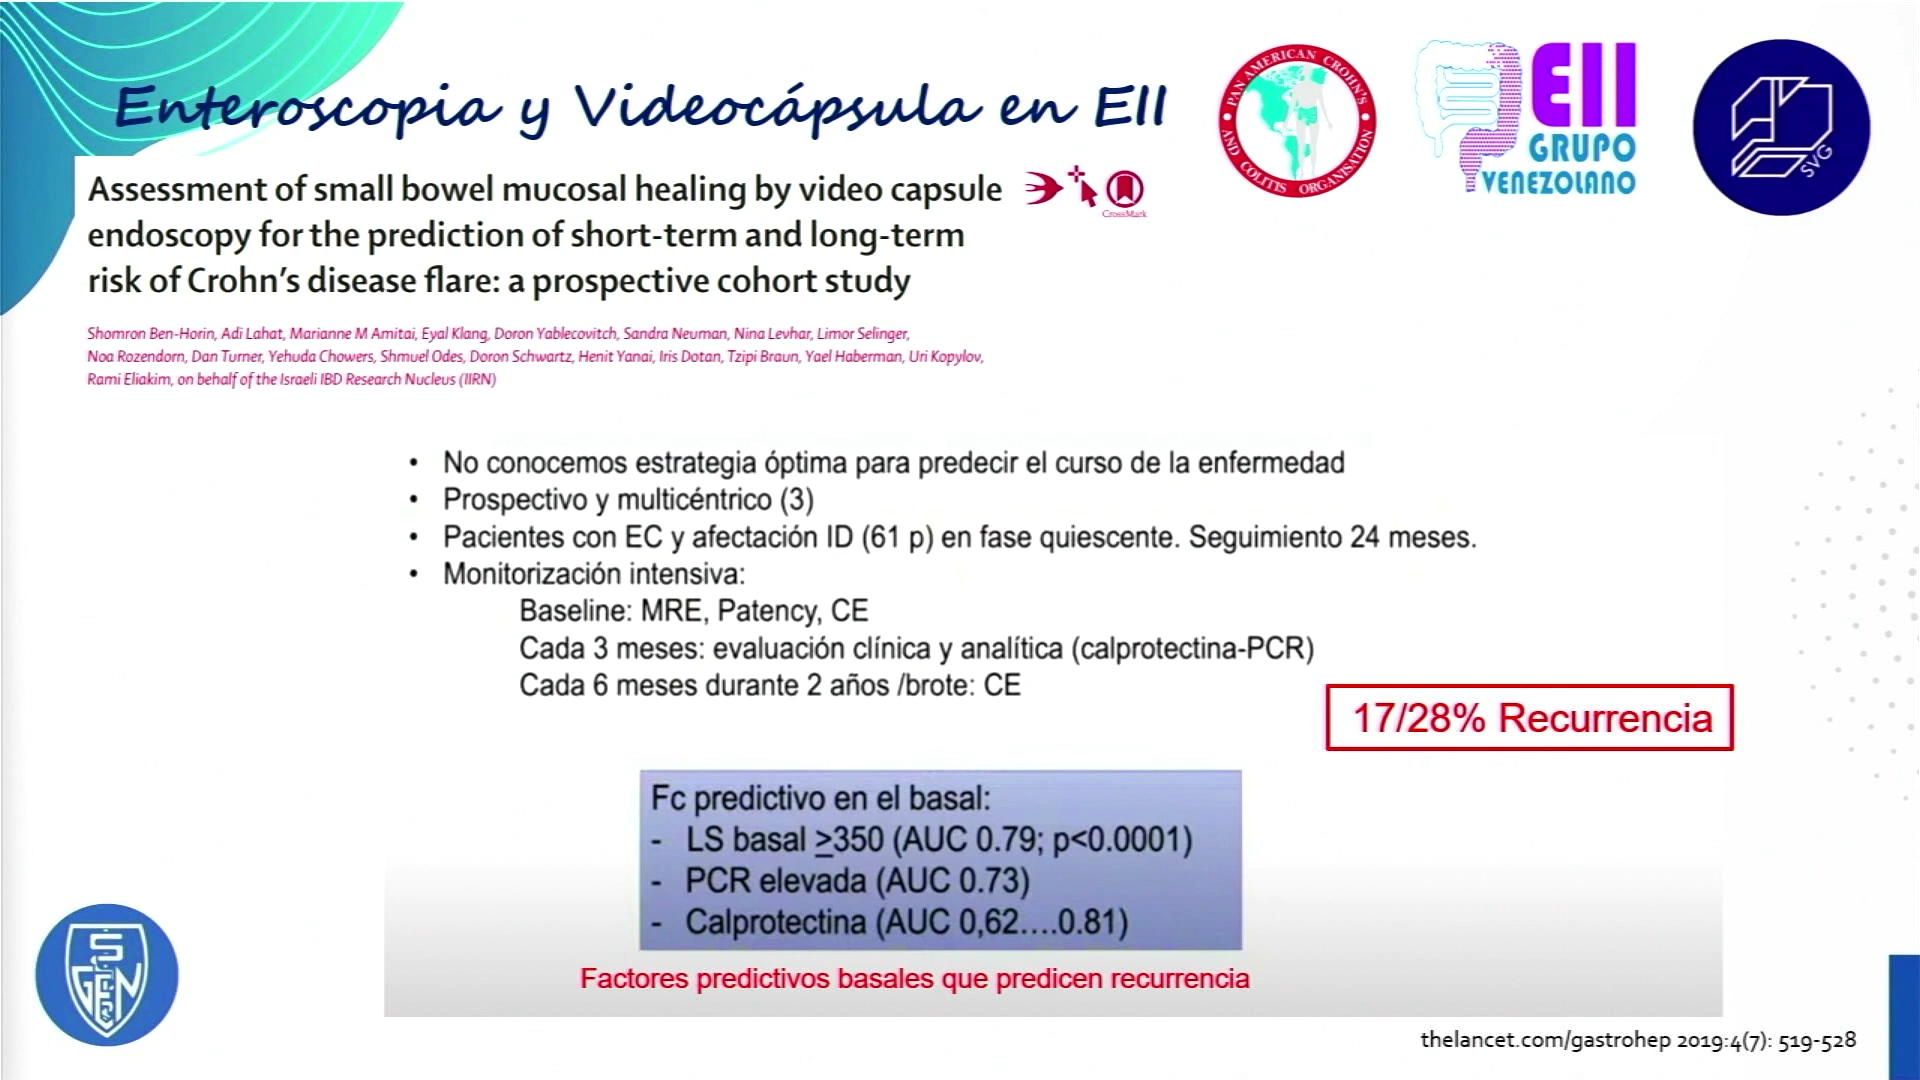 Enteroscopia y Videocápsula en EII
PAN AMERICAN CROHN'S
AND COLITIS ORGANISATION
EII
GRUPO
VENEZOLANO
SVG
Assessment of small bowel mucosal healing by video capsule
endoscopy for the prediction of short-term and long-term
risk of Crohn's disease flare: a prospective cohort study
CrossMark
Shomron Ben-Horin, Adi Lahat, Marianne M Amitai, Eyal Klang, Doron Yablecovitch, Sandra Neuman, Nina Levhar, Limor Selinger,
Noa Rozendorn, Dan Turner, Yehuda Chowers, Shmuel Odes, Doron Schwartz, Henit Yanai, Iris Dotan, Tzipi Braun, Yael Haberman, Uri Kopylov,
Rami Eliakim, on behalf of the Israeli IBD Research Nucleus (IIRN)
• No conocemos estrategia óptima para predecir el curso de la enfermedad
• Prospectivo y multicéntrico (3)
• Pacientes con EC y afectación ID (61 p) en fase quiescente. Seguimiento 24 meses.
• Monitorización intensiva:
Baseline: MRE, Patency, CE
Cada 3 meses: evaluación clínica y analítica (calprotectina-PCR)
Cada 6 meses durante 2 años /brote: CE
17/28% Recurrencia
Fc predictivo en el basal:
- LS basal ≥350 (AUC 0.79; p<0.0001)
- PCR elevada (AUC 0.73)
- Calprotectina (AUC 0,62....0.81)
Factores predictivos basales que predicen recurrencia
SGEN
thelancet.com/gastrohep 2019:4(7): 519-528